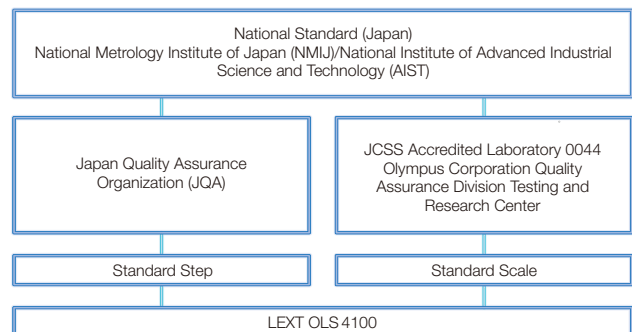 National Standard (Japan)
National Metrology Institute of Japan (NMIJ)/National Institute of Advanced Industrial
Science and Technology (AIST)
Japan Quality Assurance
Organization (JQA)
JCSS Accredited Laboratory 0044
Olympus Corporation Quality
Assurance Division Testing and
Research Center
Standard Step
Standard Scale
LEXT OLS 4100